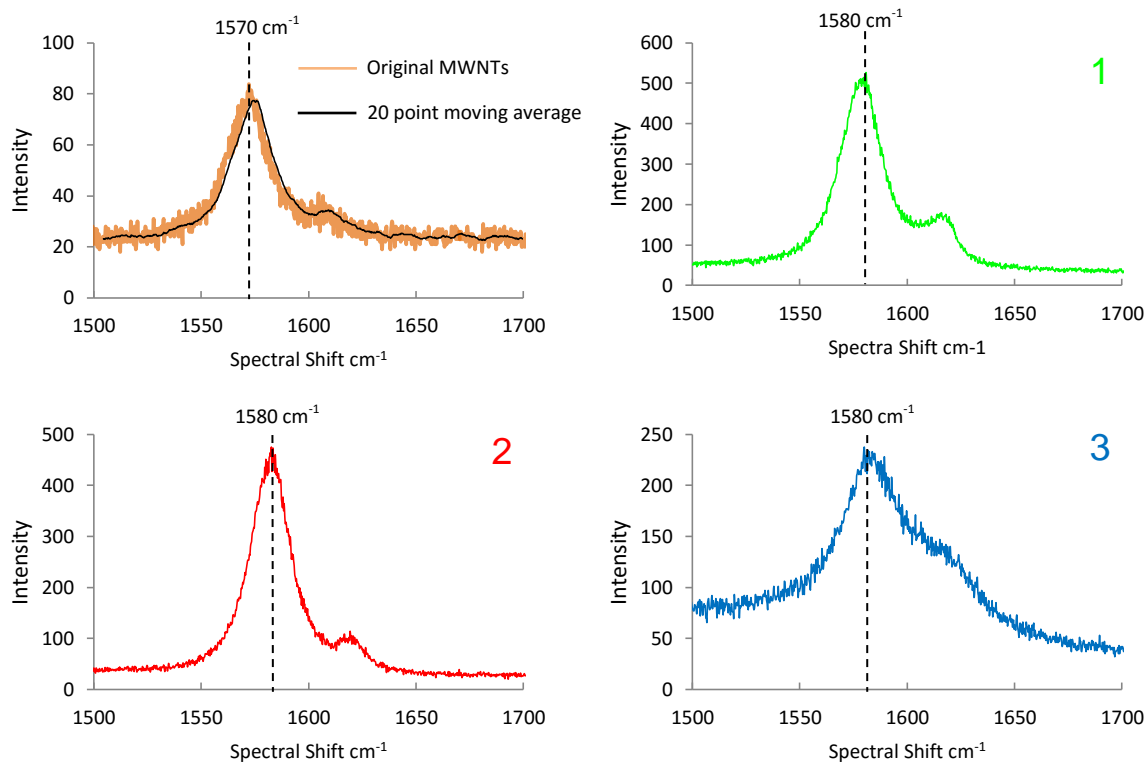 1570 cm⁻¹
100
80
60
40
20
0
Intensity
Original MWNTs
20 point moving average
1500 1550 1600 1650 1700
Spectral Shift cm⁻¹
1580 cm⁻¹
1
600
500
400
300
200
100
0
Intensity
1500 1550 1600 1650 1700
Spectra Shift cm-1
1580 cm⁻¹
2
500
400
300
200
100
0
Intensity
1500 1550 1600 1650 1700
Spectral Shift cm⁻¹
1580 cm⁻¹
3
250
200
150
100
50
0
Intensity
1500 1550 1600 1650 1700
Spectral Shift cm⁻¹